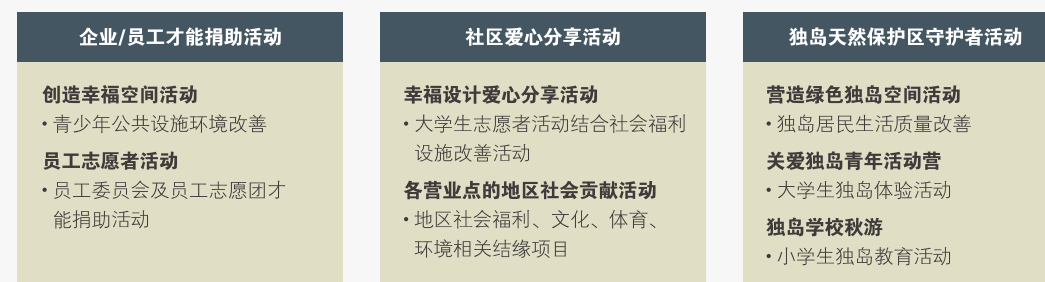 企业/员工才能捐助活动
创造幸福空间活动
• 青少年公共设施环境改善
员工志愿者活动
• 员工委员会及员工志愿团才
能捐助活动
社区爱心分享活动
幸福设计爱心分享活动
• 大学生志愿者活动结合社会福利
设施改善活动
各营业点的地区社会贡献活动
• 地区社会福利、文化、体育、
环境相关结缘项目
独岛天然保护区守护者活动
营造绿色独岛空间活动
• 独岛居民生活质量改善
关爱独岛青年活动营
• 大学生独岛体验活动
独岛学校秋游
• 小学生独岛教育活动